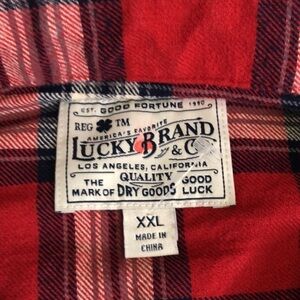 EST. GOOD FORTUNE 1990
REG TM
AMERICA'S FAVORITE
LUCKY BRAND
& Co
LOS ANGELES, CALIFORNIA
QUALITY
THE DRY GOODS GOOD
MARK OF LUCK
XXL
MADE IN
CHINA